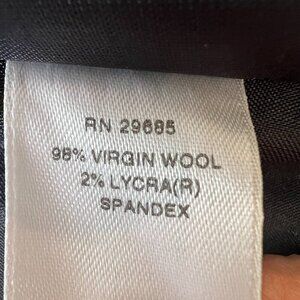 RN 29685
98% VIRGIN WOOL
2% LYCRA(R)
SPANDEX